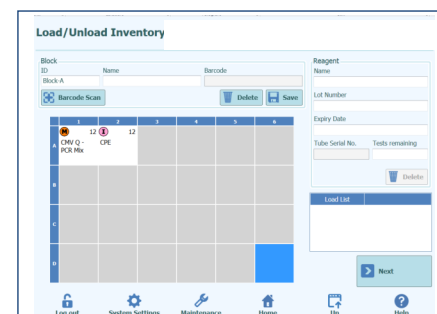 Load/Unload Inventory
Block
ID Name Barcode
Block-A
Barcode Scan Delete Save
1 2 3 4 5 6
A M 12 I 12
CMV Q - PCR Mix CPE
B
C
D
Reagent
Name
Lot Number
Expiry Date
Tube Serial No. Tests remaining
Delete
Load List
Next
Log out System Settings Maintenance Home Up Help